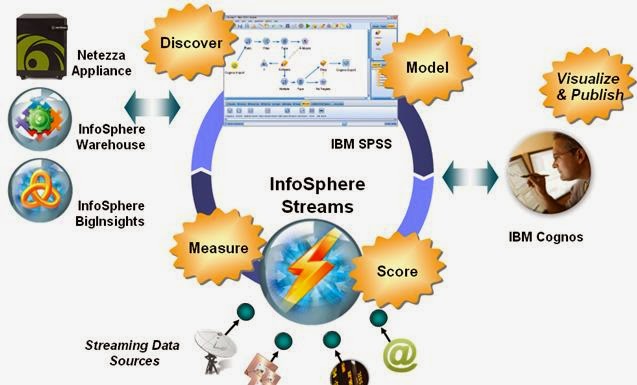 Netezza
Appliance
Discover
Model
Visualize
& Publish
InfoSphere
Warehouse
IBM SPSS
InfoSphere
Streams
InfoSphere
BigInsights
IBM Cognos
Measure
Score
Streaming Data
Sources
@